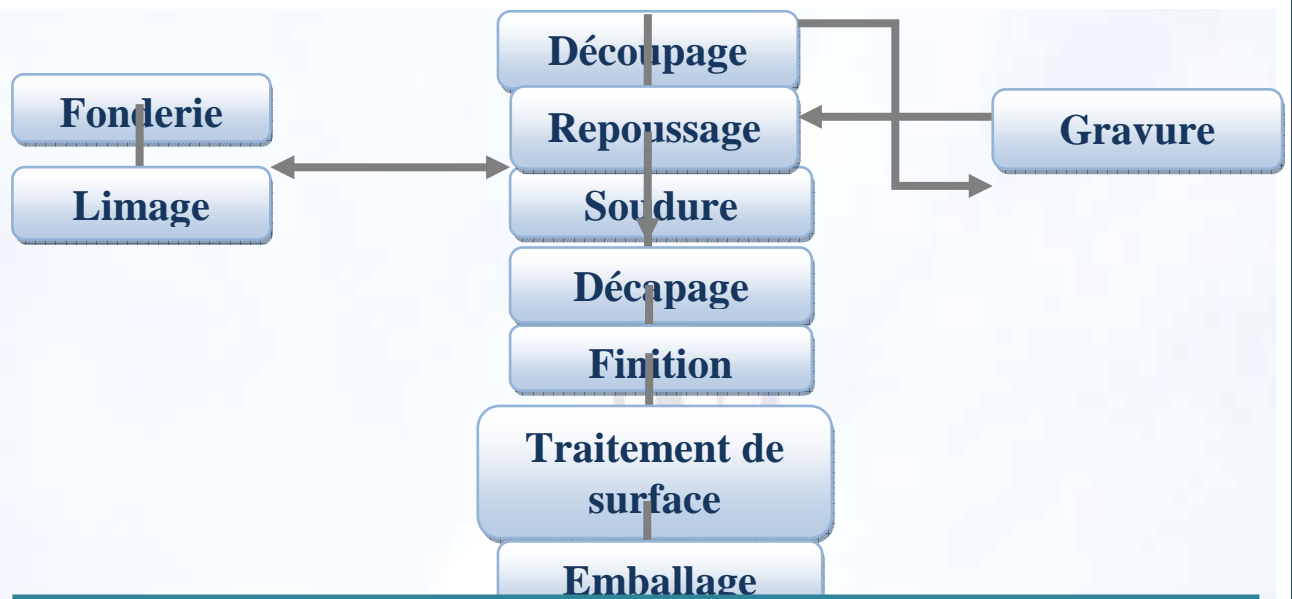 Découpage
Fonderie
Repoussage
Gravure
Limage
Soudure
Décapage
Finition
Traitement de
surface
Emballage